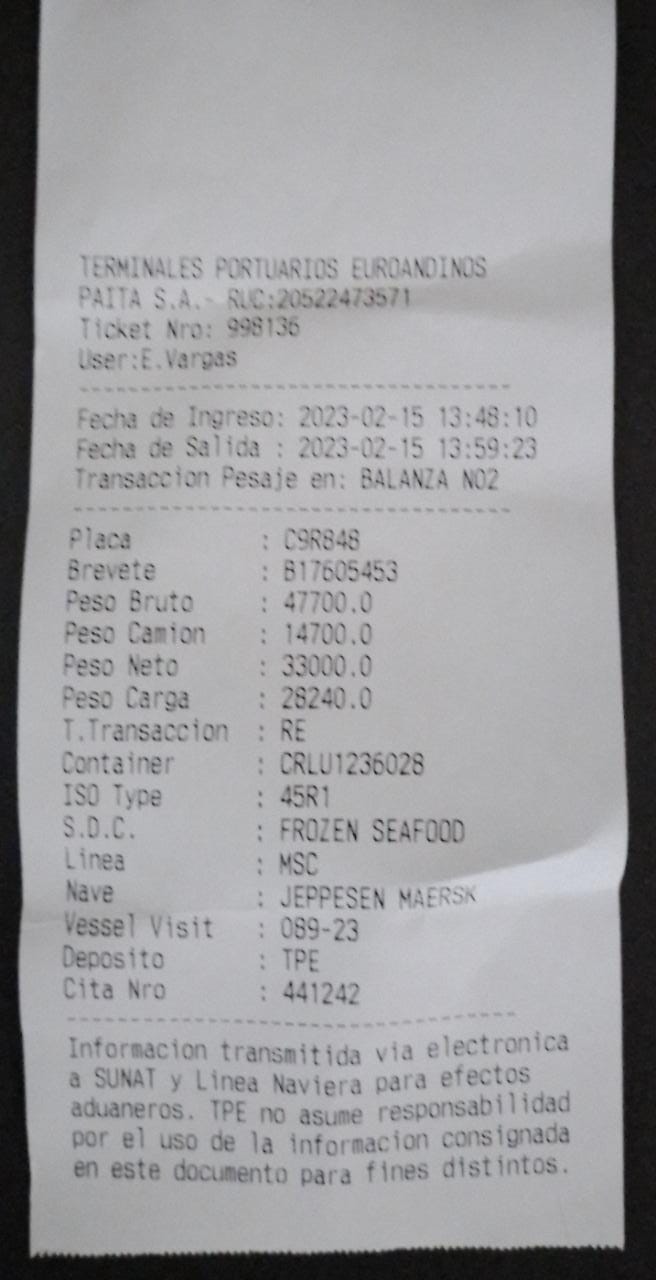 TERMINALES PORTUARIOS EUROANDINOS
PAITA S.A.- RUC:20522473571
Ticket Nro: 998136
User:E.Vargas
-----------------------------------
Fecha de Ingreso: 2023-02-15 13:48:10
Fecha de Salida : 2023-02-15 13:59:23
Transaccion Pesaje en: BALANZA NO2
-----------------------------------
Placa : C9R848
Brevete : B17605453
Peso Bruto : 47700.0
Peso Camion : 14700.0
Peso Neto : 33000.0
Peso Carga : 28240.0
T.Transaccion : RE
Container : CRLU1236028
ISO Type : 45R1
S.D.C. : FROZEN SEAFOOD
Linea : MSC
Nave : JEPPESEN MAERSK
Vessel Visit : 089-23
Deposito : TPE
Cita Nro : 441242
-----------------------------------
Informacion transmitida via electronica
a SUNAT y Linea Naviera para efectos
aduaneros. TPE no asume responsabilidad
por el uso de la informacion consignada
en este documento para fines distintos.